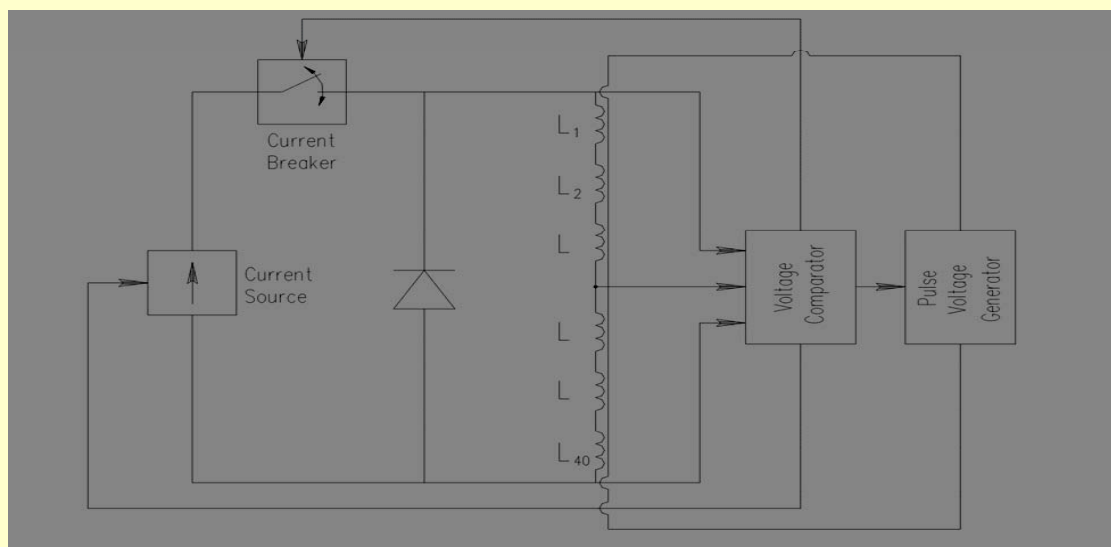 Current
Breaker
L1
L2
L
Current
Source
L
L
L40
Voltage
Comparator
Pulse
Voltage
Generator